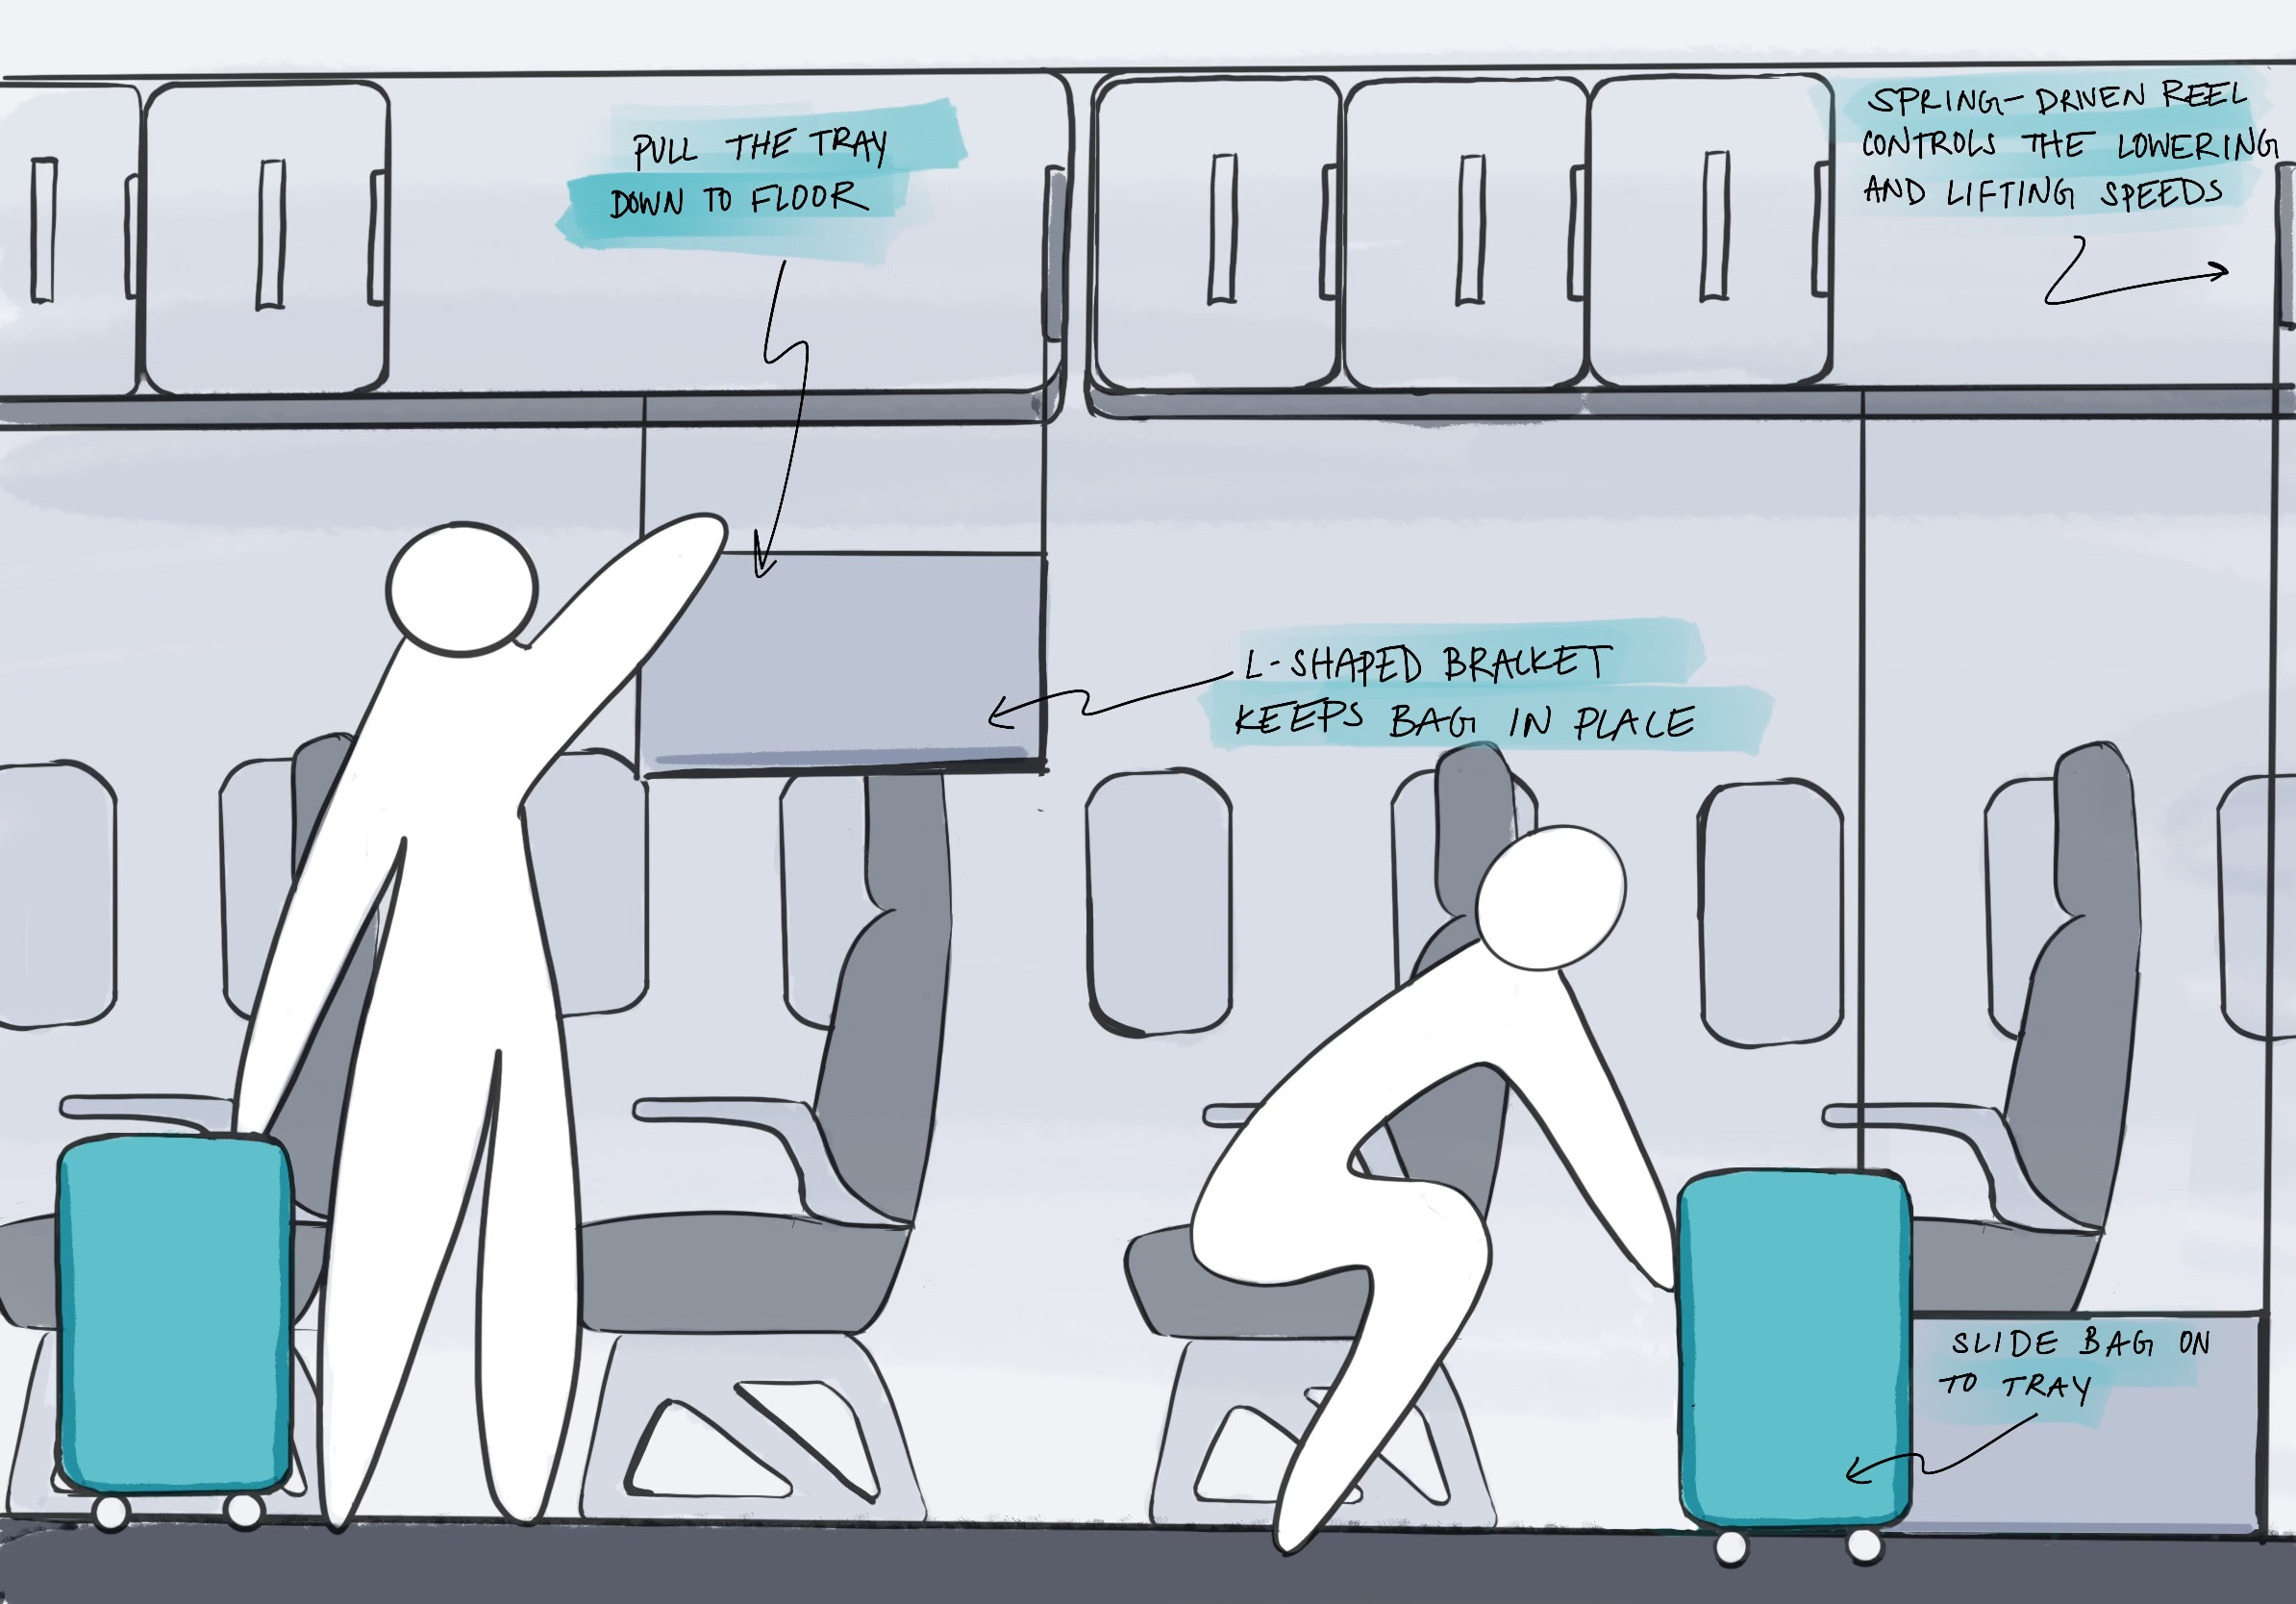 PULL THE TRAY
DOWN TO FLOOR
SPRING-DRIVEN REEL
CONTROLS THE LOWERING
AND LIFTING SPEEDS
L-SHAPED BRACKET
KEEPS BAG IN PLACE
SLIDE BAG ON
TO TRAY